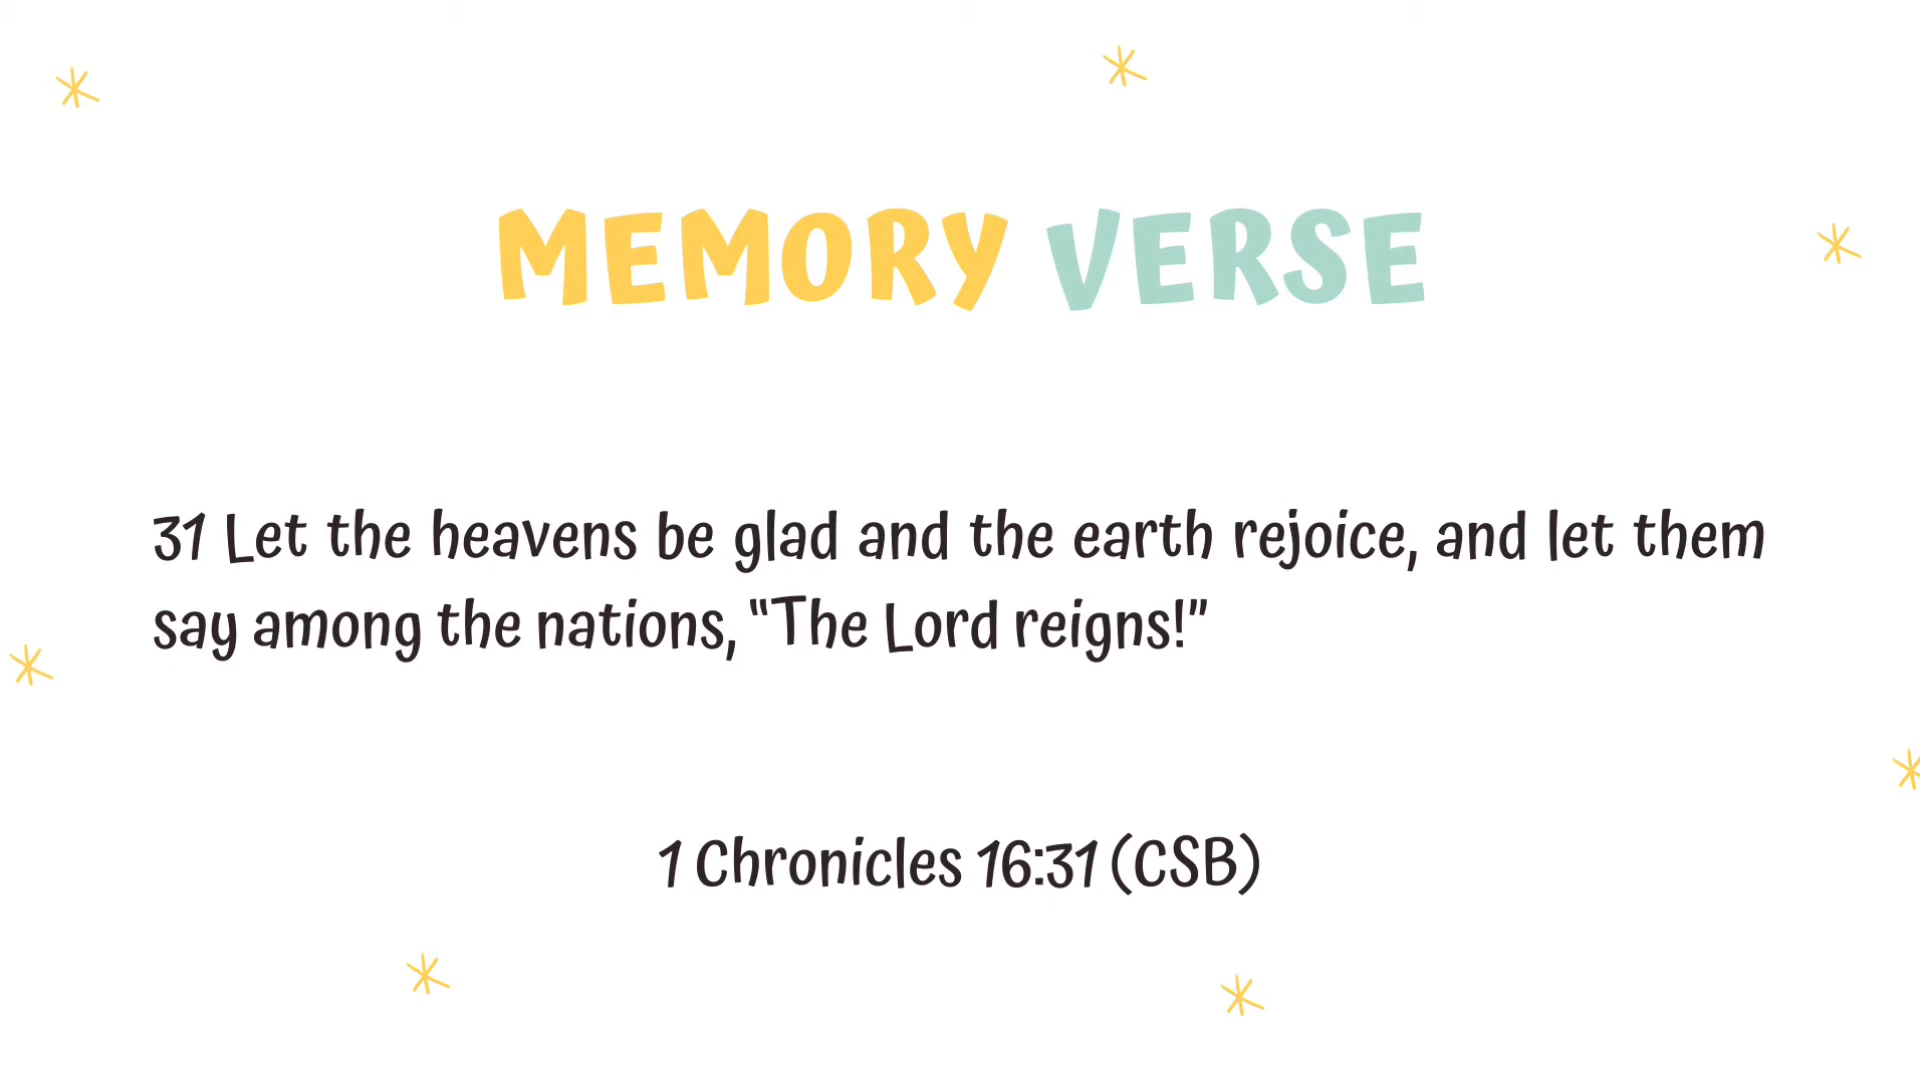 MEMORY VERSE
31 Let the heavens be glad and the earth rejoice, and let them
say among the nations, “The Lord reigns!”
1 Chronicles 16:31 (CSB)